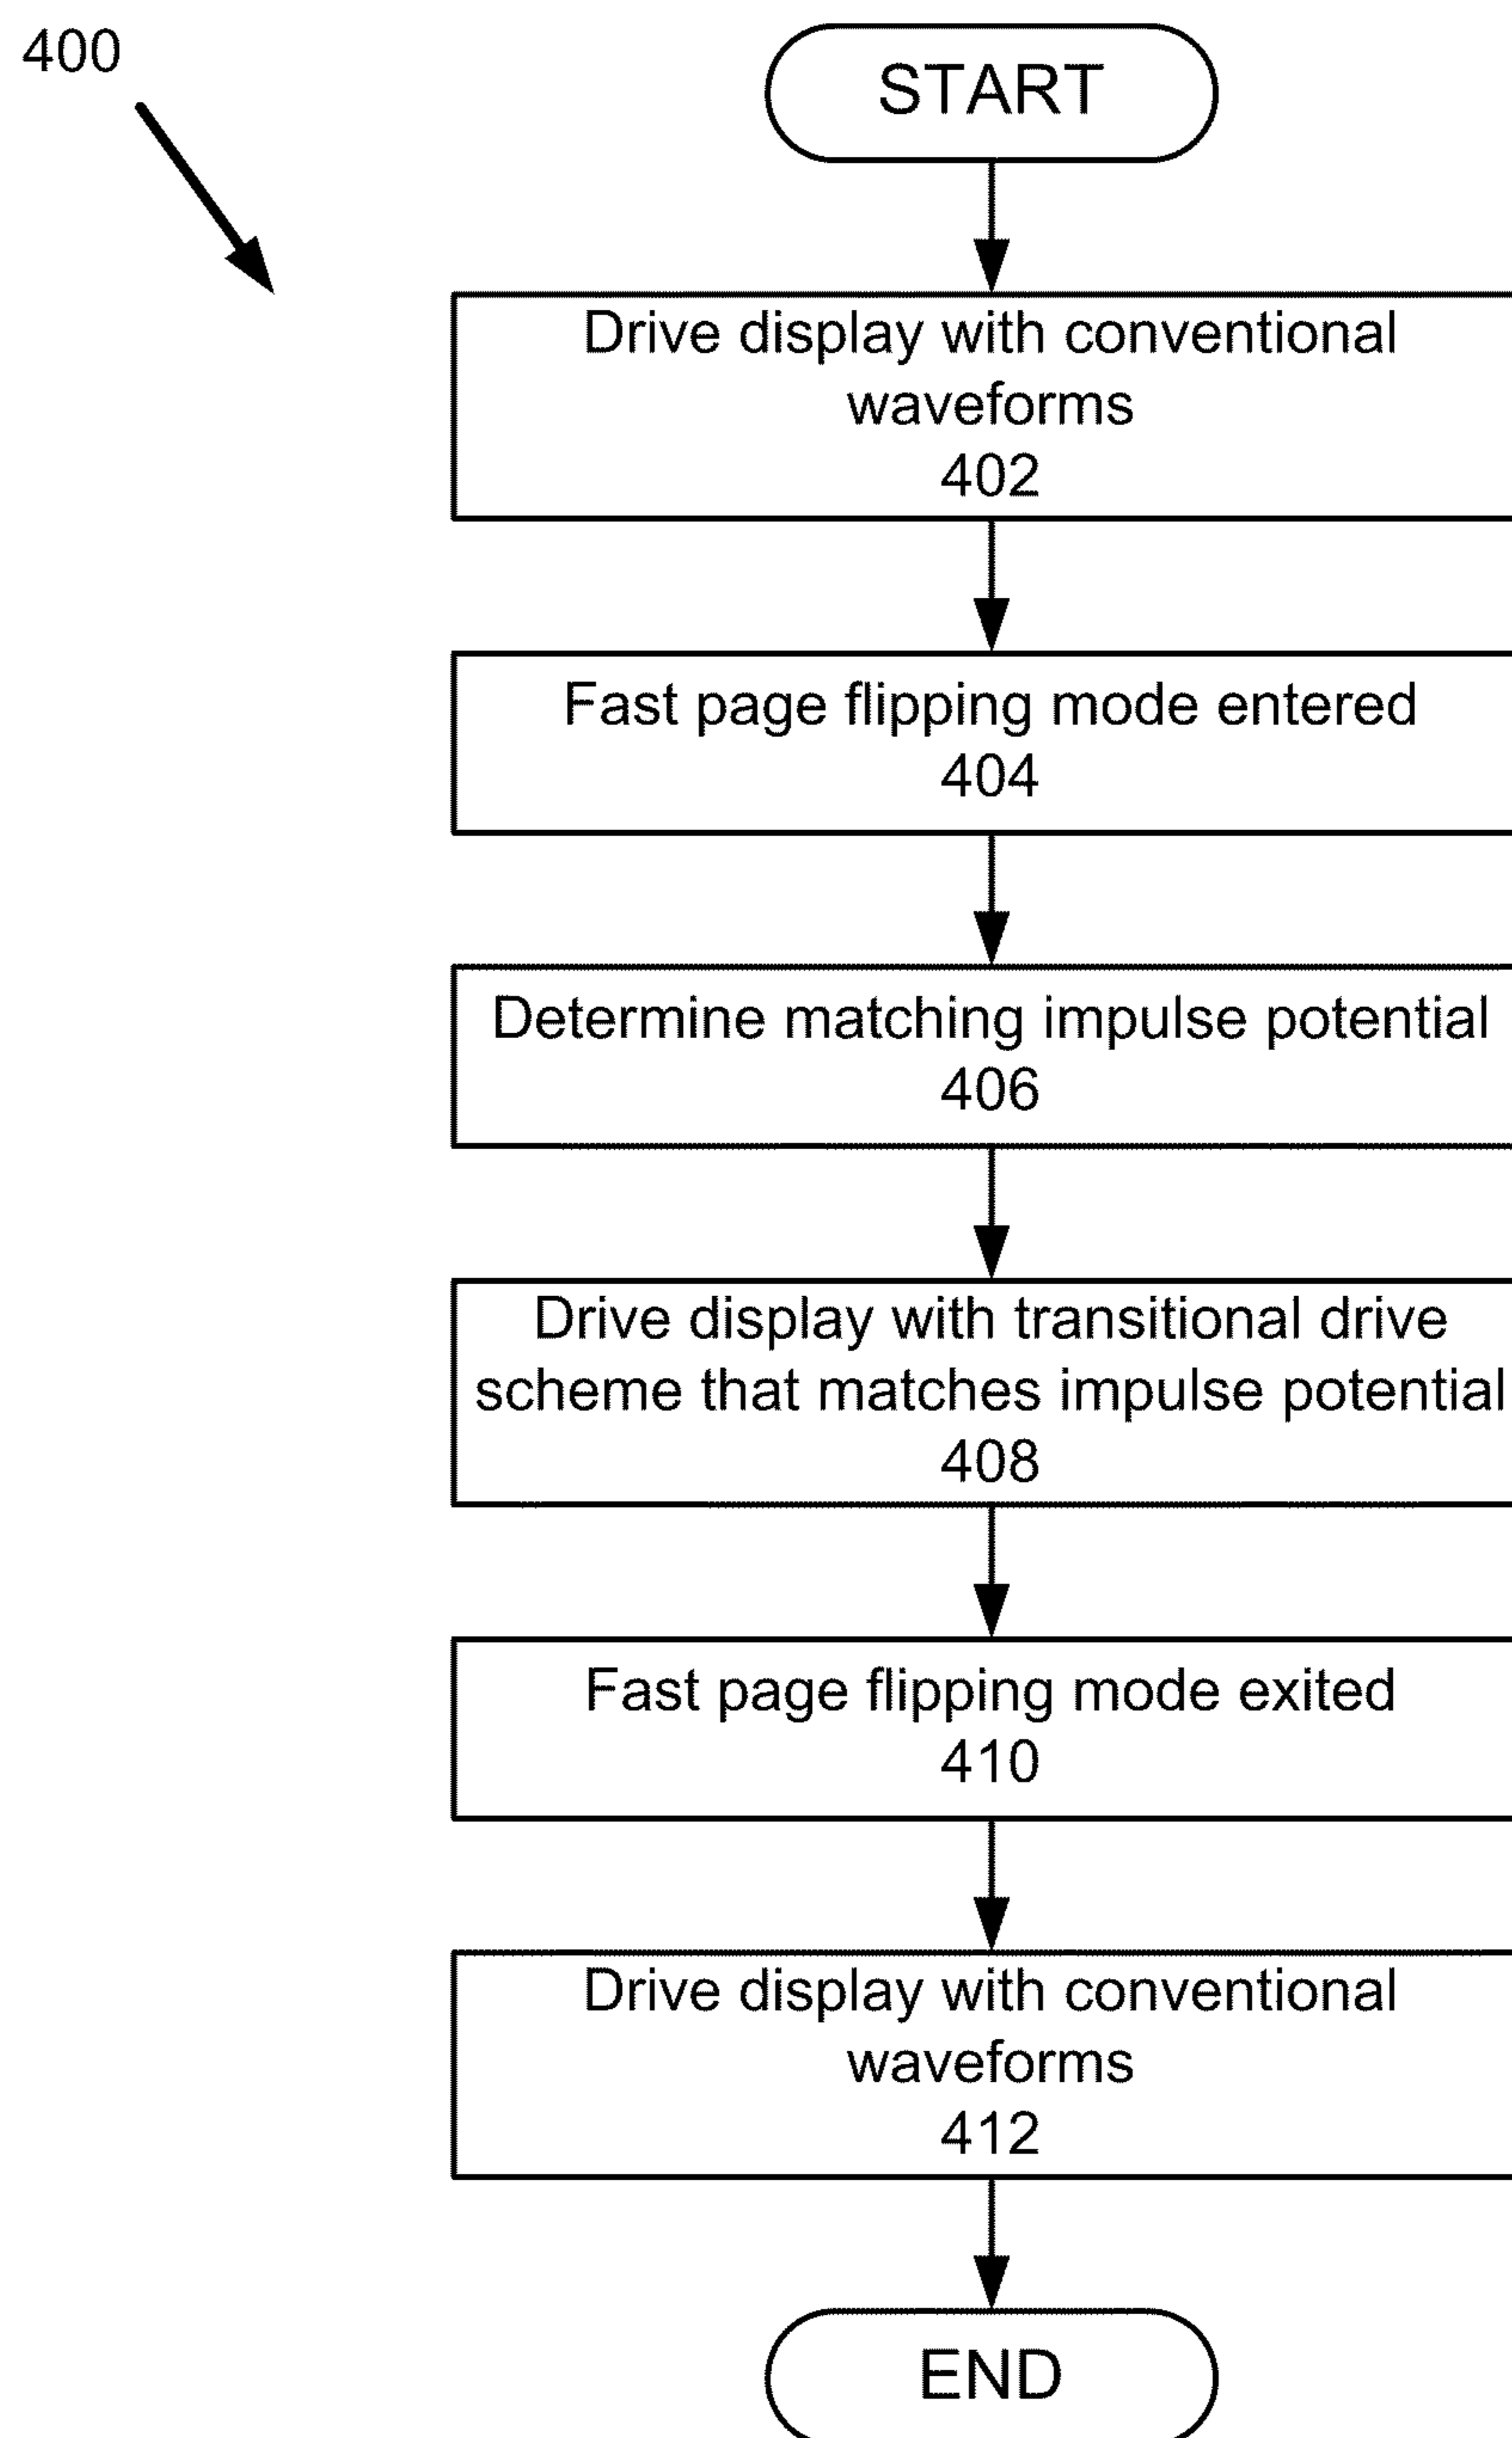 400
START
Drive display with conventional
waveforms
402
Fast page flipping mode entered
404
Determine matching impulse potential
406
Drive display with transitional drive
scheme that matches impulse potential
408
Fast page flipping mode exited
410
Drive display with conventional
waveforms
412
END